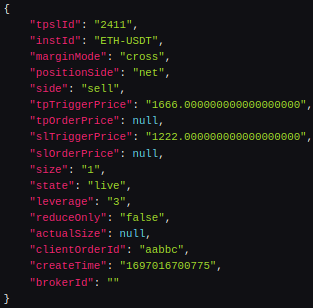 {
"tpslId": "2411",
"instId": "ETH-USDT",
"marginMode": "cross",
"positionSide": "net",
"side": "sell",
"tpTriggerPrice": "1666.000000000000000000",
"tpOrderPrice": null,
"slTriggerPrice": "1222.000000000000000000",
"slOrderPrice": null,
"size": "1",
"state": "live",
"leverage": "3",
"reduceOnly": "false",
"actualSize": null,
"clientOrderId": "aabbc",
"createTime": "1697016700775",
"brokerId": ""
}